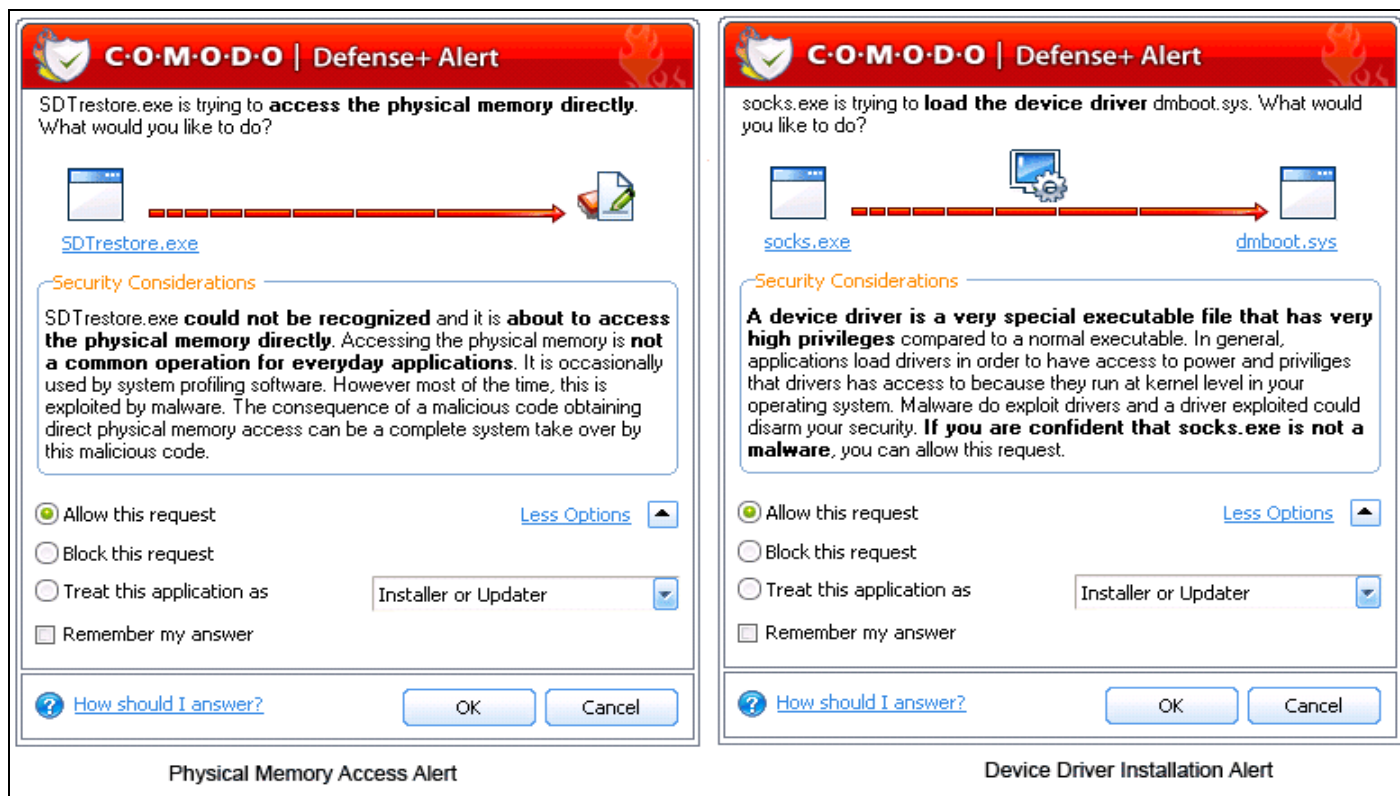 C·O·M·O·D·O | Defense+ Alert
SDTrestore.exe is trying to access the physical memory directly.
What would you like to do?
SDTrestore.exe
Security Considerations
SDTrestore.exe could not be recognized and it is about to access
the physical memory directly. Accessing the physical memory is not
a common operation for everyday applications. It is occasionally
used by system profiling software. However most of the time, this is
exploited by malware. The consequence of a malicious code obtaining
direct physical memory access can be a complete system take over by
this malicious code.
Allow this request
Less Options
Block this request
Treat this application as
Installer or Updater
Remember my answer
How should I answer?
OK
Cancel
Physical Memory Access Alert
C·O·M·O·D·O | Defense+ Alert
socks.exe is trying to load the device driver dmboot.sys. What would
you like to do?
socks.exe
dmboot.sys
Security Considerations
A device driver is a very special executable file that has very
high privileges compared to a normal executable. In general,
applications load drivers in order to have access to power and priviliges
that drivers has access to because they run at kernel level in your
operating system. Malware do exploit drivers and a driver exploited could
disarm your security. If you are confident that socks.exe is not a
malware, you can allow this request.
Allow this request
Less Options
Block this request
Treat this application as
Installer or Updater
Remember my answer
How should I answer?
OK
Cancel
Device Driver Installation Alert